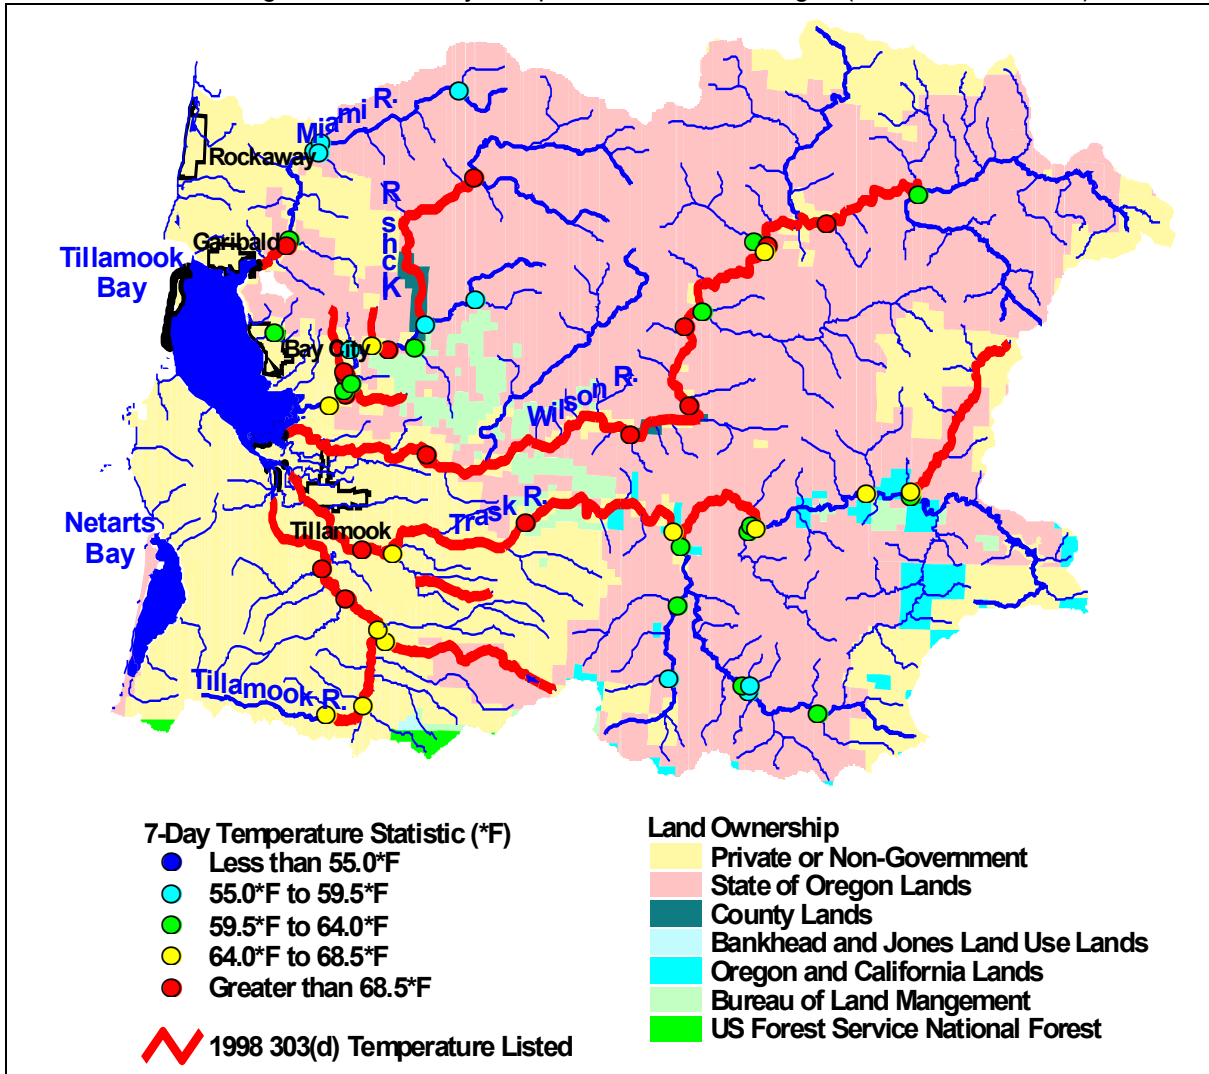 Miami R.
Rockaway
Kchs R
Garibald
Tillamook
Bay
Bay City
Wilson R.
Trask R.
Netarts
Bay
Tillamook
Tillamook R.
7-Day Temperature Statistic (*F)
Less than 55.0*F
55.0*F to 59.5*F
59.5*F to 64.0*F
64.0*F to 68.5*F
Greater than 68.5*F
1998 303(d) Temperature Listed
Land Ownership
Private or Non-Government
State of Oregon Lands
County Lands
Bankhead and Jones Land Use Lands
Oregon and California Lands
Bureau of Land Mangement
US Forest Service National Forest